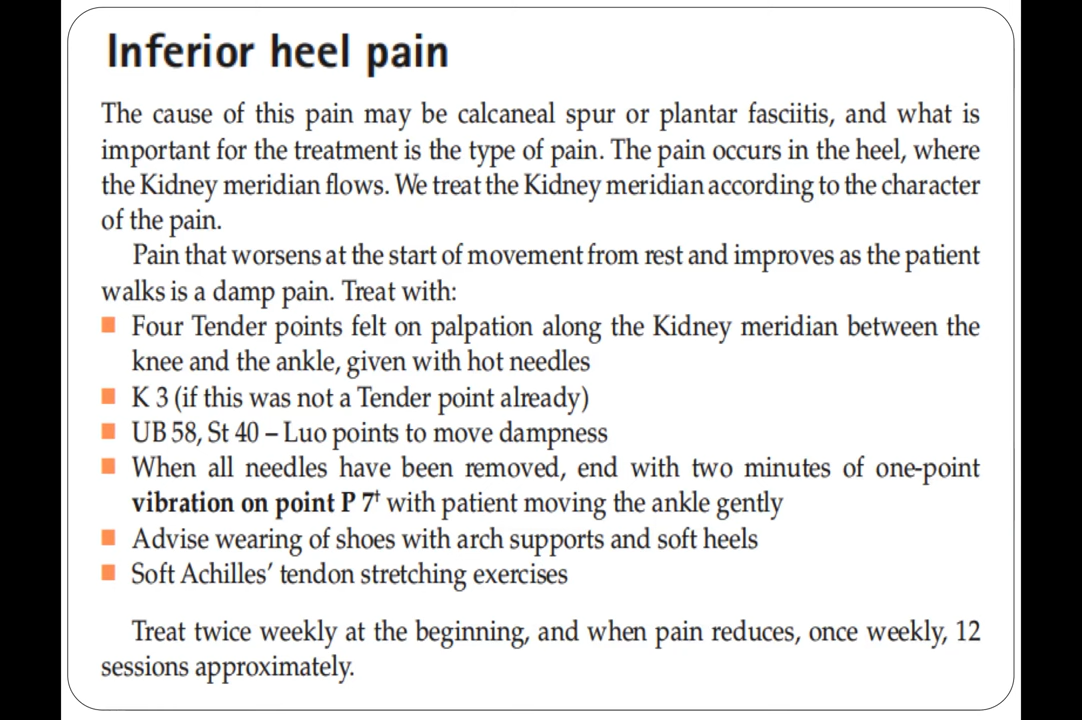 Inferior heel pain
The cause of this pain may be calcaneal spur or plantar fasciitis, and what is
important for the treatment is the type of pain. The pain occurs in the heel, where
the Kidney meridian flows. We treat the Kidney meridian according to the character
of the pain.
Pain that worsens at the start of movement from rest and improves as the patient
walks is a damp pain. Treat with:
■ Four Tender points felt on palpation along the Kidney meridian between the
knee and the ankle, given with hot needles
■ K 3 (if this was not a Tender point already)
■ UB 58, St 40 – Luo points to move dampness
■ When all needles have been removed, end with two minutes of one-point
vibration on point P 7† with patient moving the ankle gently
■ Advise wearing of shoes with arch supports and soft heels
■ Soft Achilles’ tendon stretching exercises
Treat twice weekly at the beginning, and when pain reduces, once weekly, 12
sessions approximately.